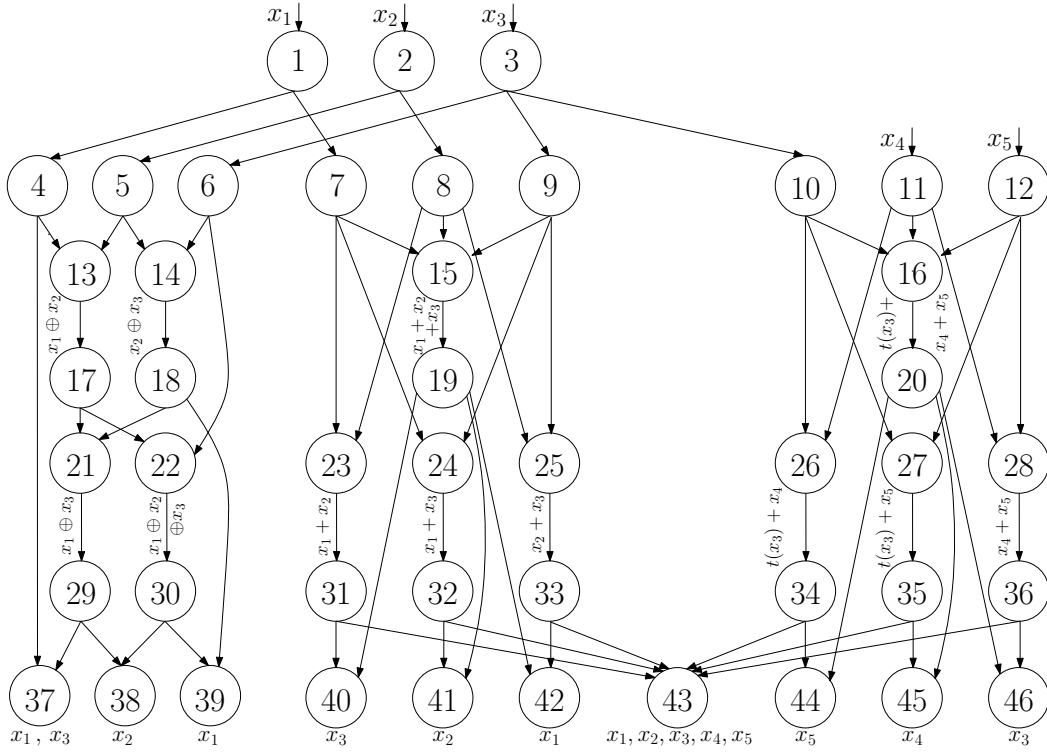 x₁ x₂ x₃
1 2 3
x₄ x₅
4 5 6 7 8 9 10 11 12
13 14 15 16
x₁ ⊕ x₂
x₂ ⊕ x₃
x₁ + x₂
+x₃
t(x₃)+
x₄ + x₅
17 18 19 20
21 22 23 24 25 26 27 28
x₁ ⊕ x₃
x₁ ⊕ x₂
⊕x₃
x₁ + x₂
x₁ + x₃
x₂ + x₃
t(x₃) + x₄
t(x₃) + x₅
x₄ + x₅
29 30 31 32 33 34 35 36
37 38 39 40 41 42 43 44 45 46
x₁ , x₃ x₂ x₁ x₃ x₂ x₁ x₁, x₂, x₃, x₄, x₅ x₅ x₄ x₃